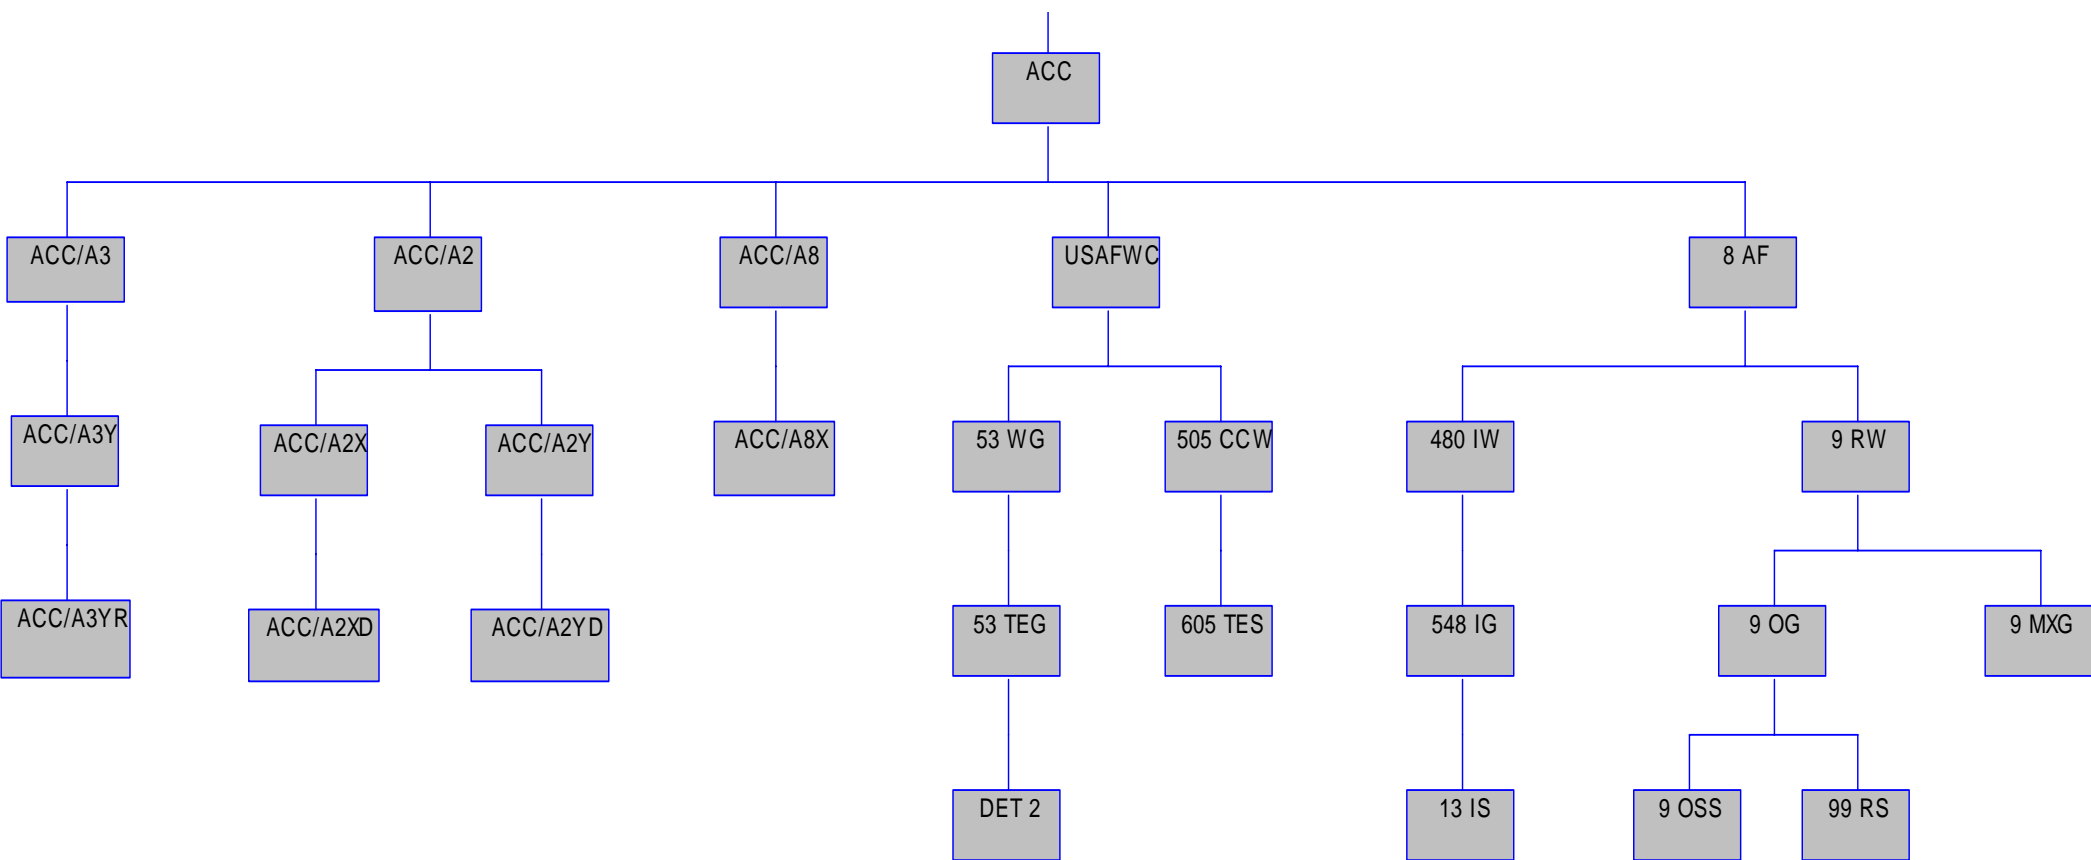 ACC
ACC/A3
ACC/A2
ACC/A8
USAFWC
8 AF
ACC/A3Y
ACC/A2X
ACC/A2Y
ACC/A8X
53 WG
505 CCW
480 IW
9 RW
ACC/A3YR
ACC/A2XD
ACC/A2YD
53 TEG
605 TES
548 IG
9 OG
9 MXG
DET 2
13 IS
9 OSS
99 RS